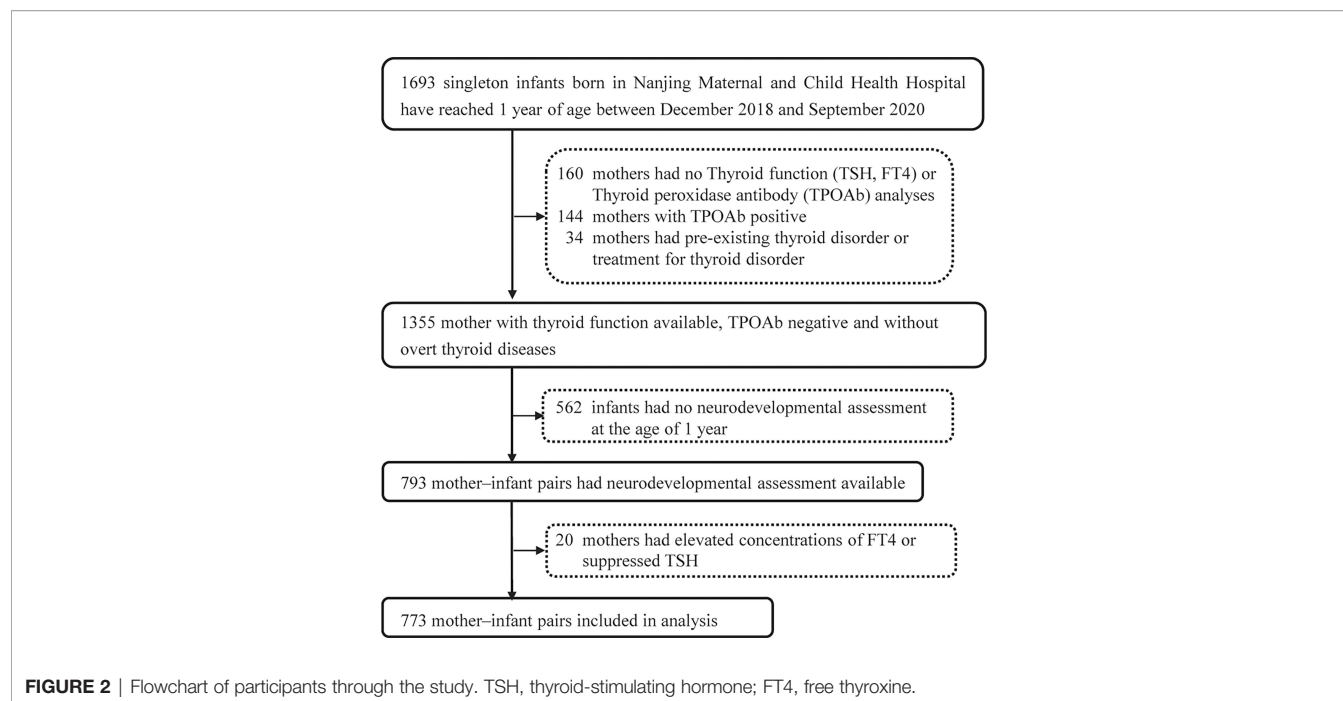 1693 singleton infants born in Nanjing Maternal and Child Health Hospital
have reached 1 year of age between December 2018 and September 2020
160 mothers had no Thyroid function (TSH, FT4) or
Thyroid peroxidase antibody (TPOAb) analyses
144 mothers with TPOAb positive
34 mothers had pre-existing thyroid disorder or
treatment for thyroid disorder
1355 mother with thyroid function available, TPOAb negative and without
overt thyroid diseases
562 infants had no neurodevelopmental assessment
at the age of 1 year
793 mother–infant pairs had neurodevelopmental assessment available
20 mothers had elevated concentrations of FT4 or
suppressed TSH
773 mother–infant pairs included in analysis
FIGURE 2 | Flowchart of participants through the study. TSH, thyroid-stimulating hormone; FT4, free thyroxine.